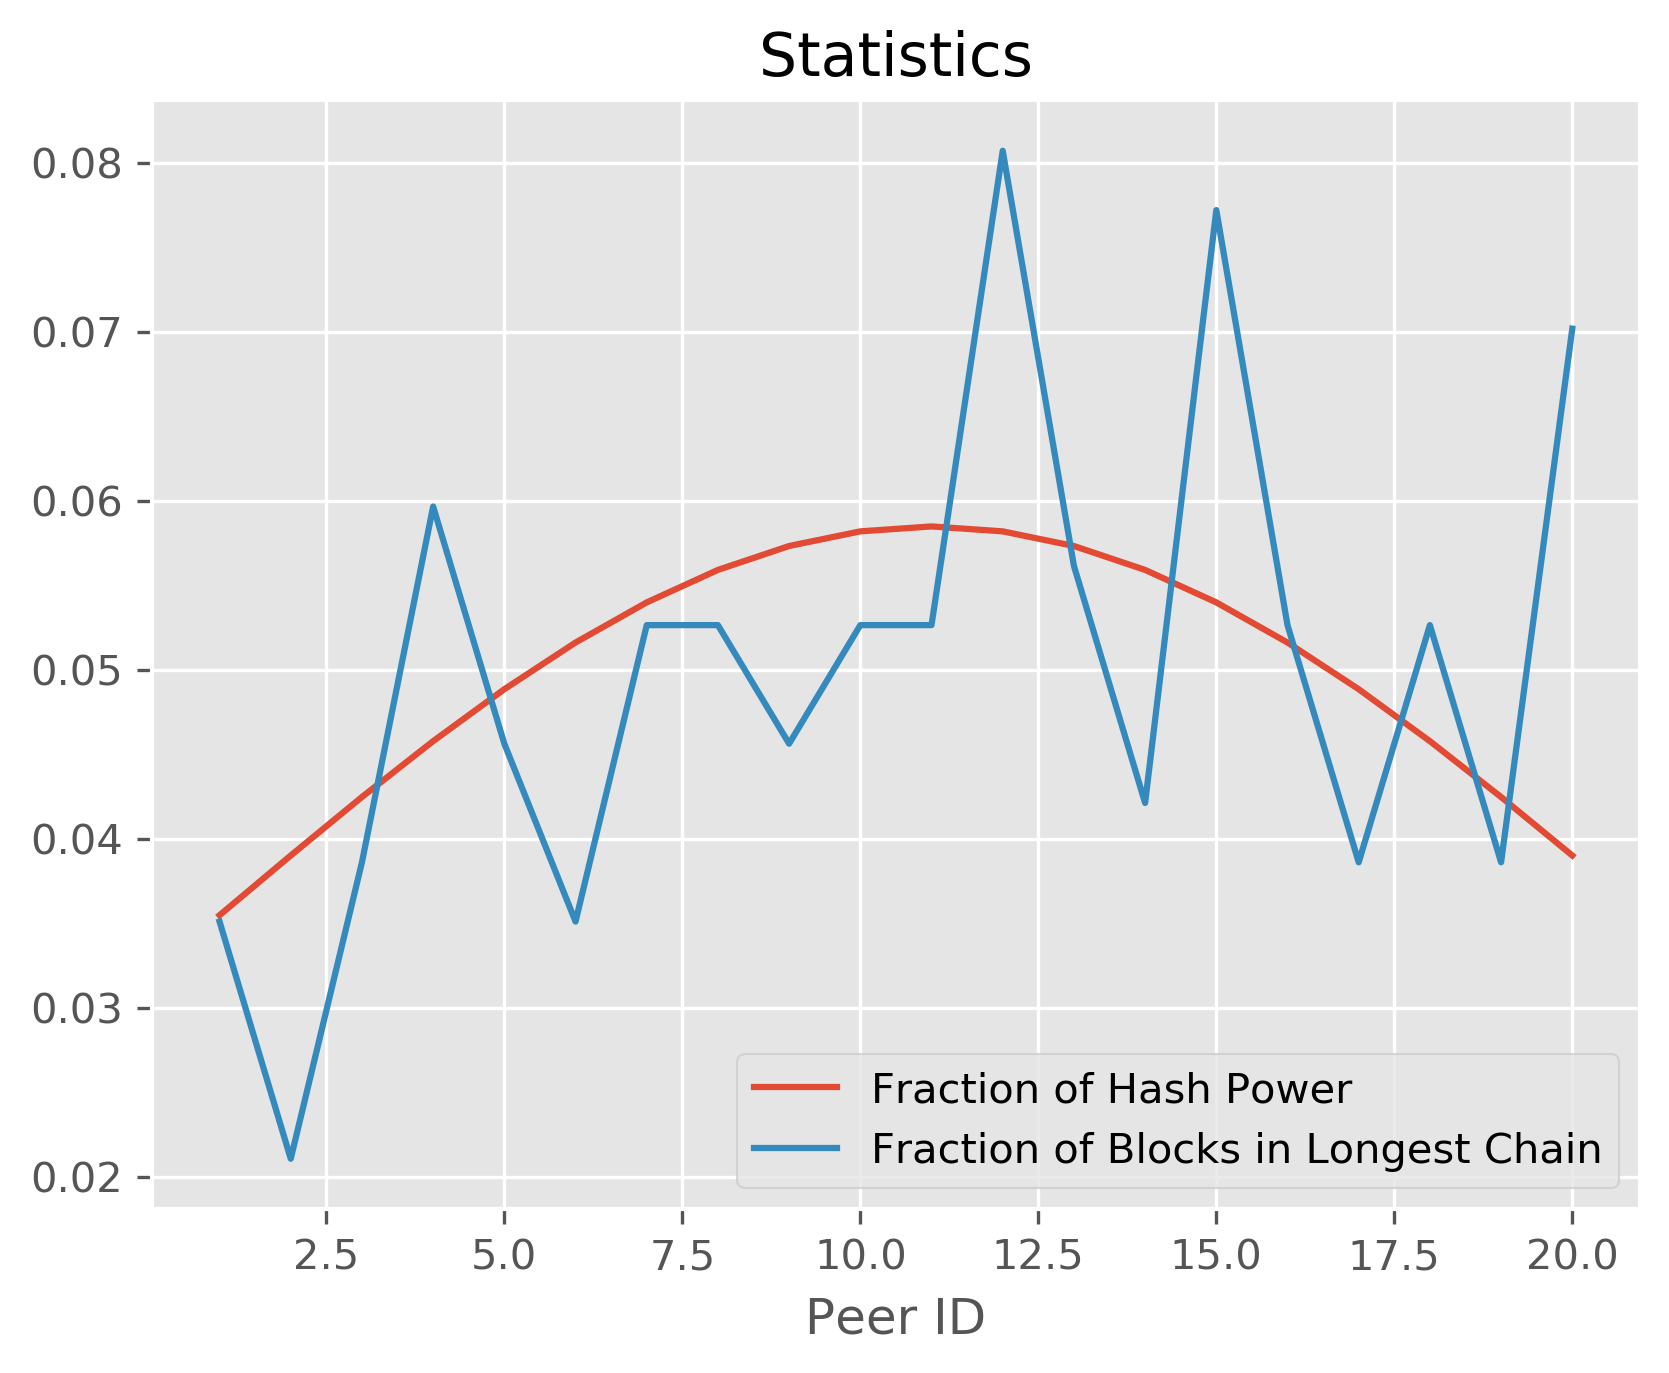 Statistics
0.08
0.07
0.06
0.05
0.04
0.03
0.02
Fraction of Hash Power
Fraction of Blocks in Longest Chain
2.5 5.0 7.5 10.0 12.5 15.0 17.5 20.0
Peer ID